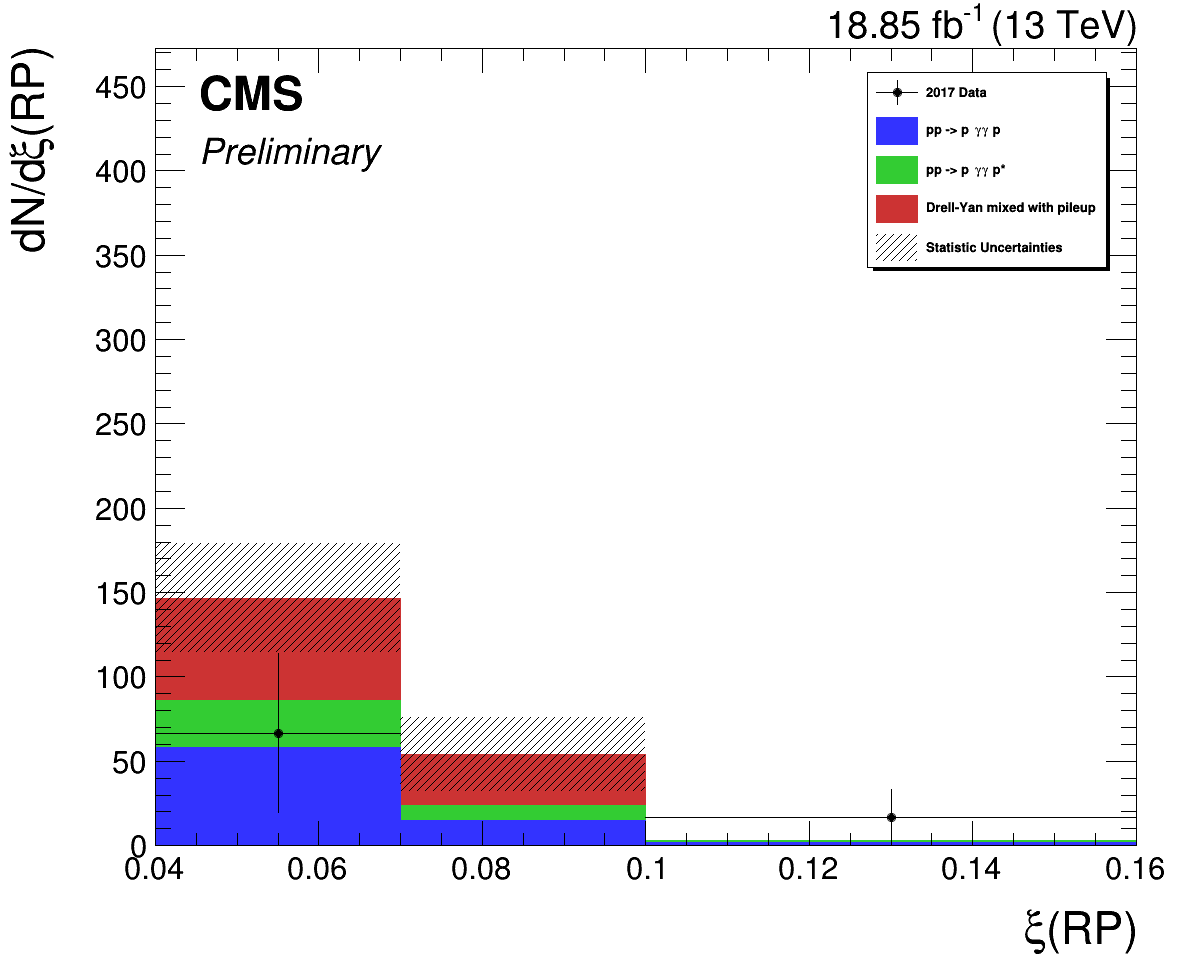 18.85 fb⁻¹ (13 TeV)
dN/dξ(RP)
CMS
Preliminary
2017 Data
pp -> p γγ p
pp -> p γγ p*
Drell-Yan mixed with pileup
Statistic Uncertainties
450
400
350
300
250
200
150
100
50
0
0.04 0.06 0.08 0.1 0.12 0.14 0.16
ξ(RP)